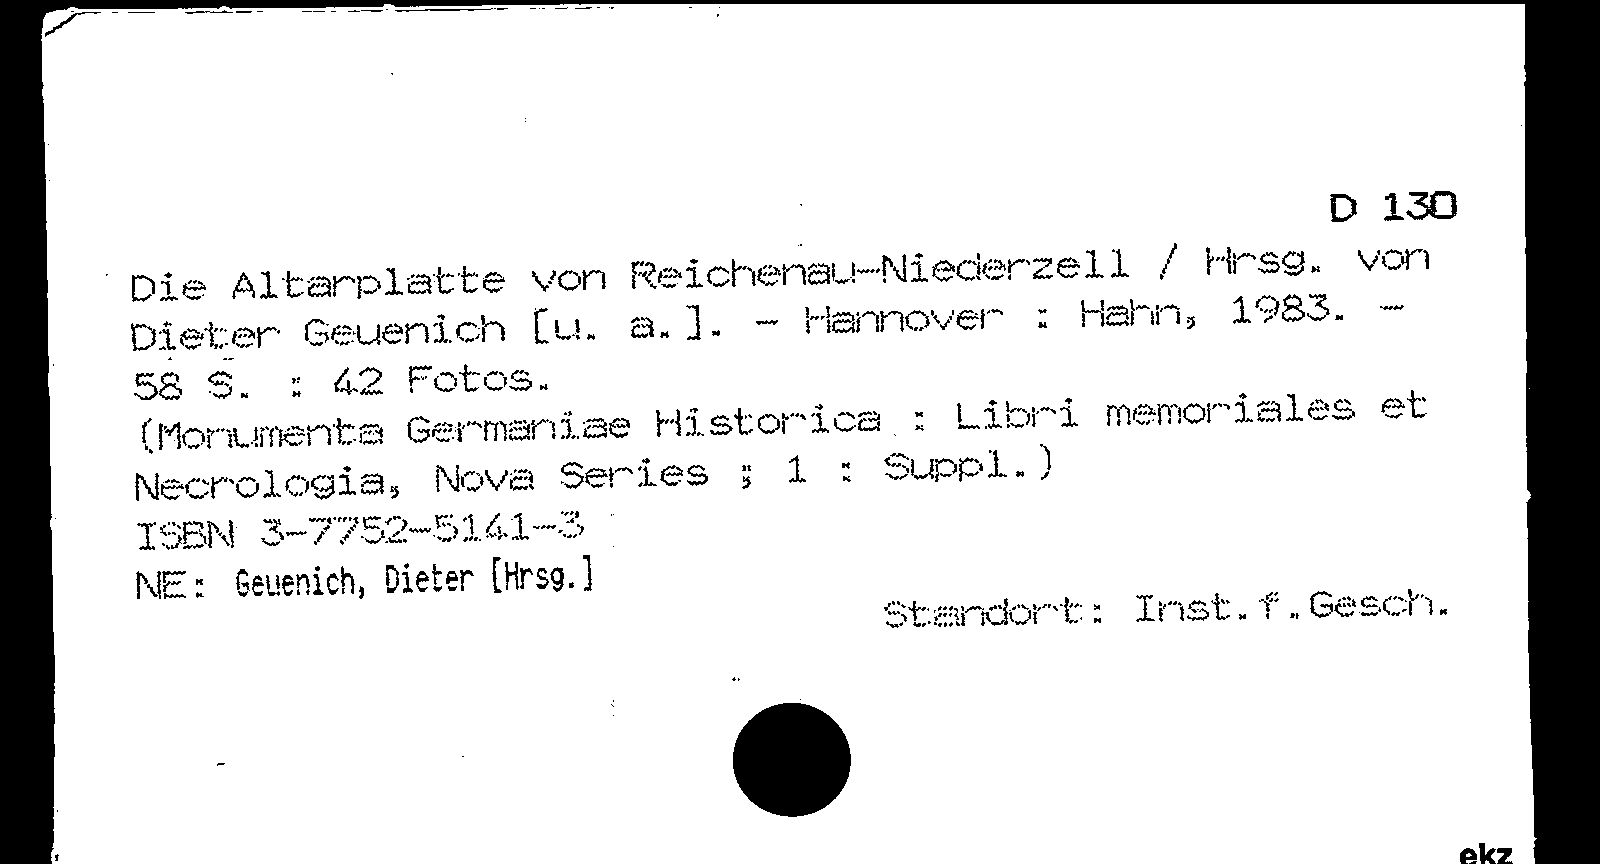 D 130
Die Altarplatte von Reichenau-Niederzell / Hrsg. von
Dieter Geuenich [u. a.]. - Hannover : Hahn, 1983. -
58 S. : 42 Fotos.
(Monumenta Germaniae Historica : Libri memoriales et
Necrologia, Nova Series ; 1 : Suppl.)
ISBN 3-7752-5141-3
NE: Geuenich, Dieter [Hrsg.]
Standort: Inst.f.Gesch.
ekz